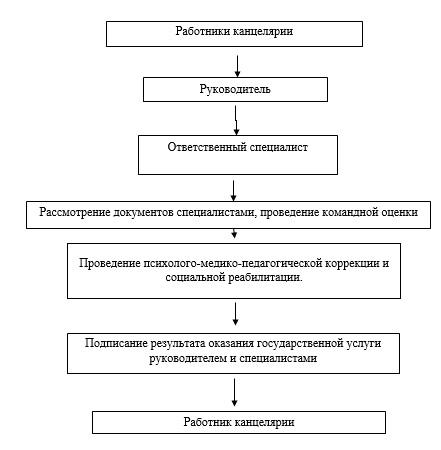 Работники канцелярии
Руководитель
Ответственный специалист
Рассмотрение документов специалистами, проведение командной оценки
Проведение психолого-медико-педагогической коррекции и
социальной реабилитации.
Подписание результата оказания государственной услуги
руководителем и специалистами
Работник канцелярии